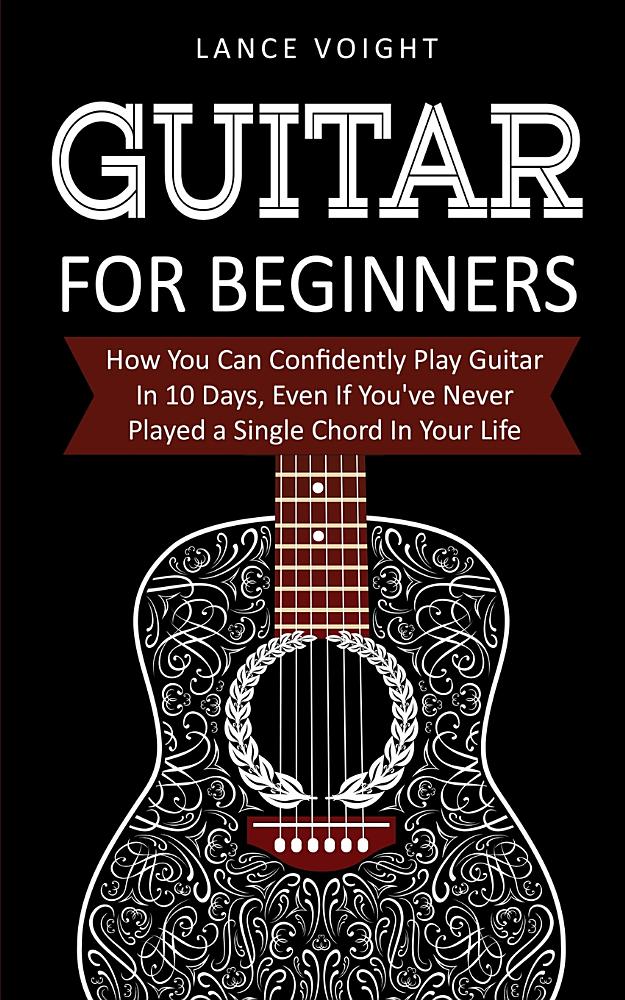 LANCE VOIGHT
GUITAR
FOR BEGINNERS
How You Can Confidently Play Guitar
In 10 Days, Even If You've Never
Played a Single Chord In Your Life